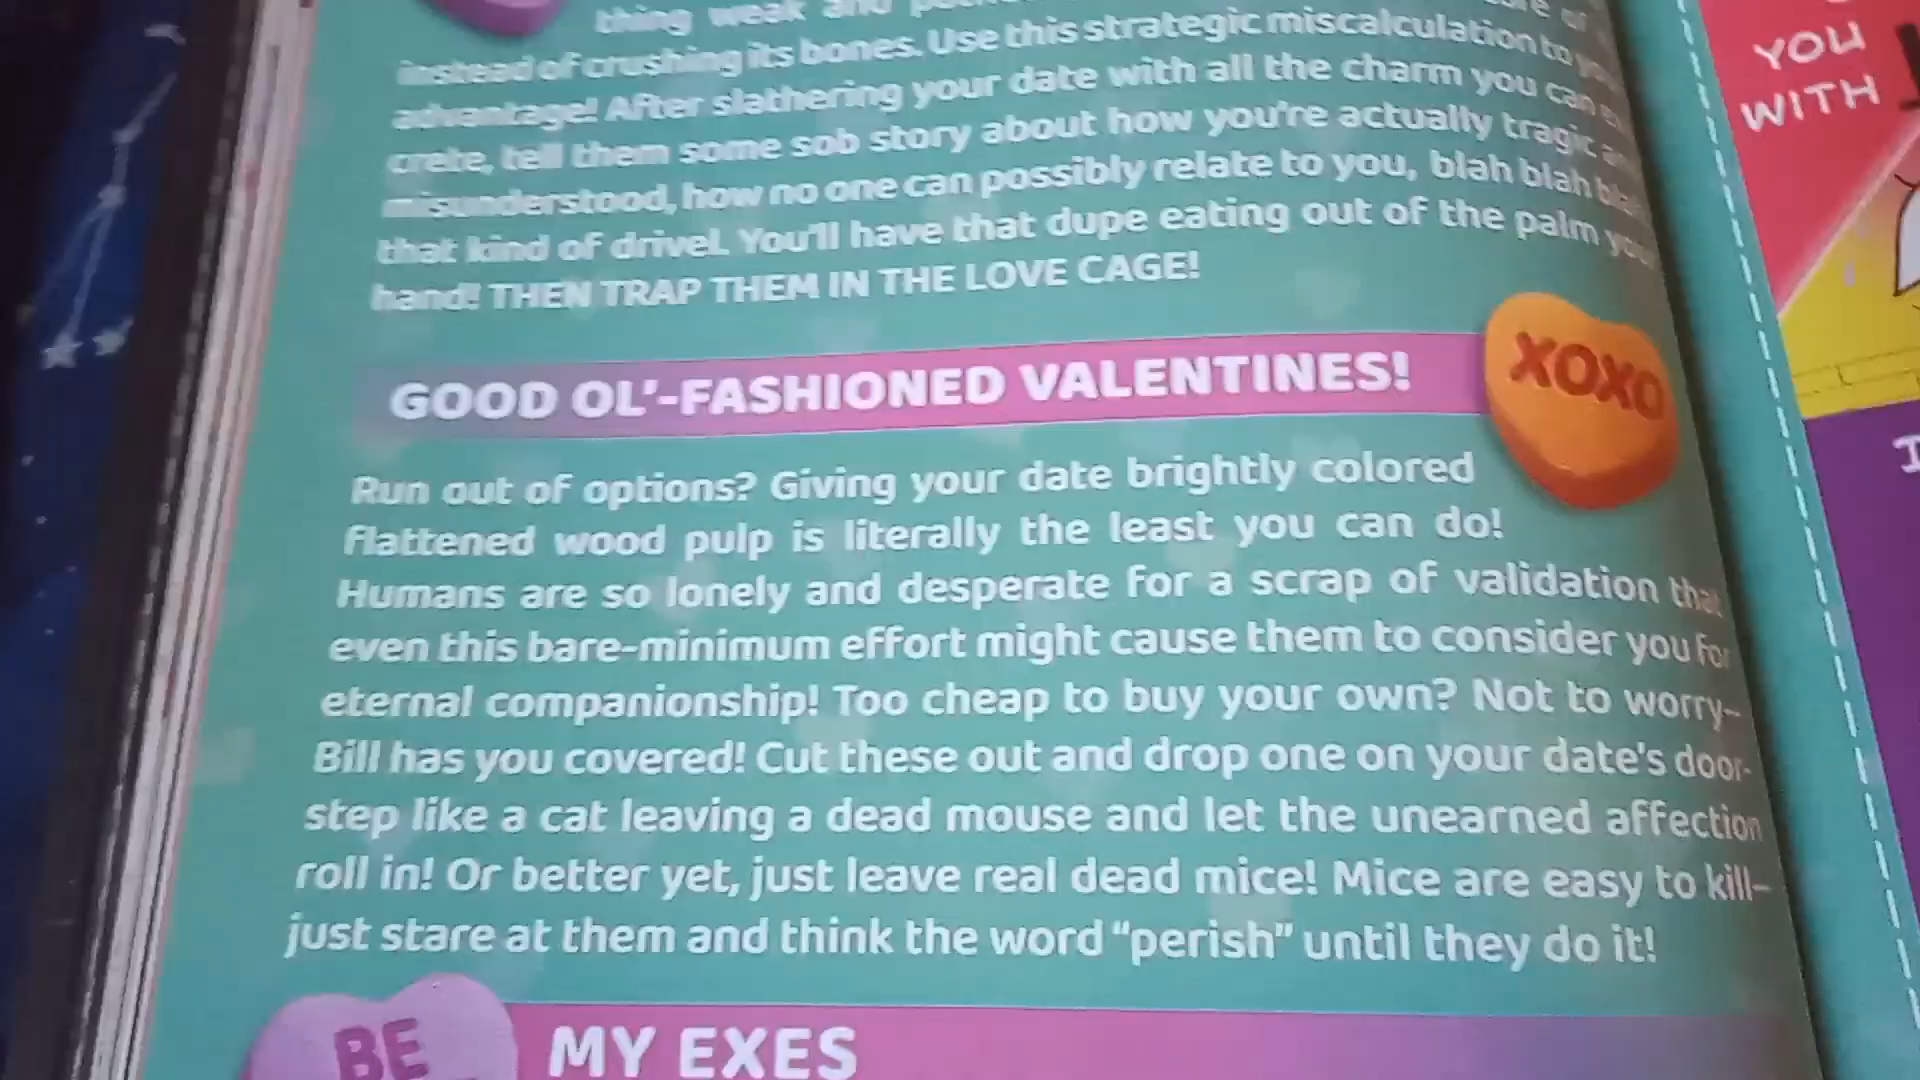 thing weak and
instead of crushing its bones. Use this strategic miscalculation to
advantage! After slathering your date with all the charm you can
crete, tell them some sob story about how you're actually tragic
misunderstood, how no one can possibly relate to you, blah blah blah
that kind of drivel. You'll have that dupe eating out of the palm
hand! THEN TRAP THEM IN THE LOVE CAGE!
GOOD OL'-FASHIONED VALENTINES!
XOXO
Run out of options? Giving your date brightly colored
flattened wood pulp is literally the least you can do!
Humans are so lonely and desperate for a scrap of validation that
even this bare-minimum effort might cause them to consider you for
eternal companionship! Too cheap to buy your own? Not to worry–
Bill has you covered! Cut these out and drop one on your date's door-
step like a cat leaving a dead mouse and let the unearned affection
roll in! Or better yet, just leave real dead mice! Mice are easy to kill–
just stare at them and think the word "perish" until they do it!
BE
MY EXES
YOU
WITH